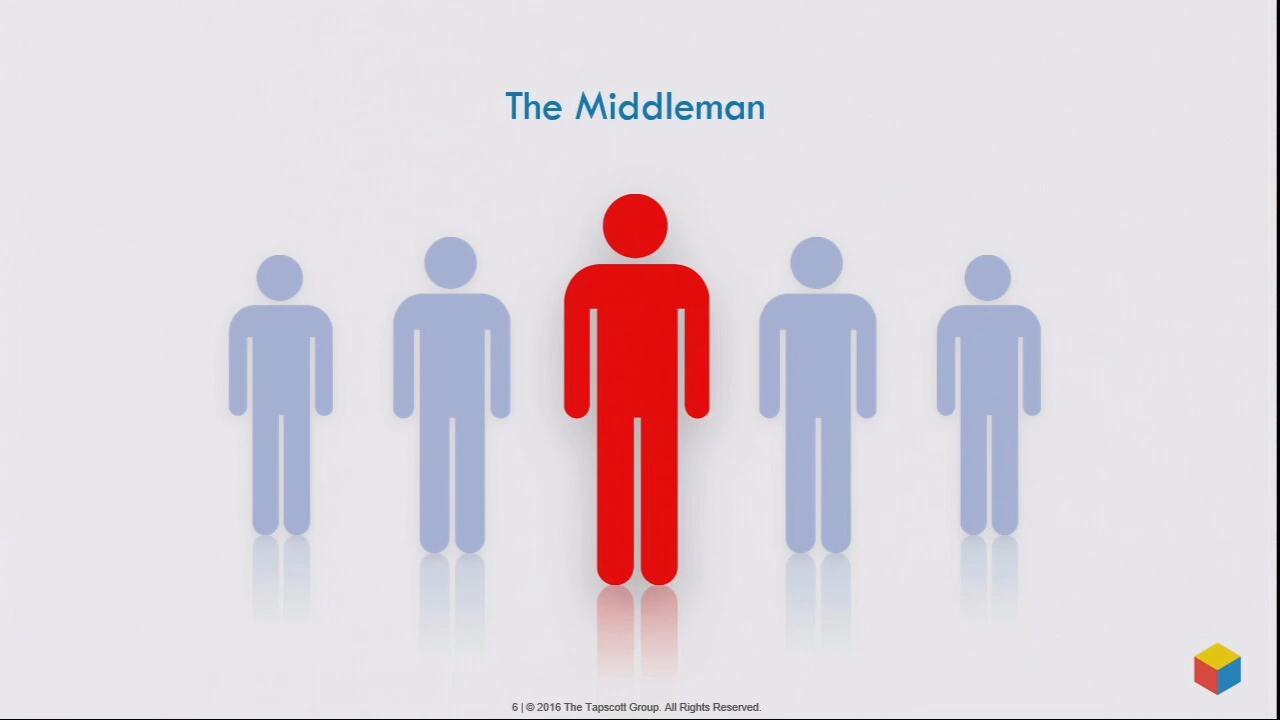 The Middleman
6 | © 2016 The Tapscott Group. All Rights Reserved.